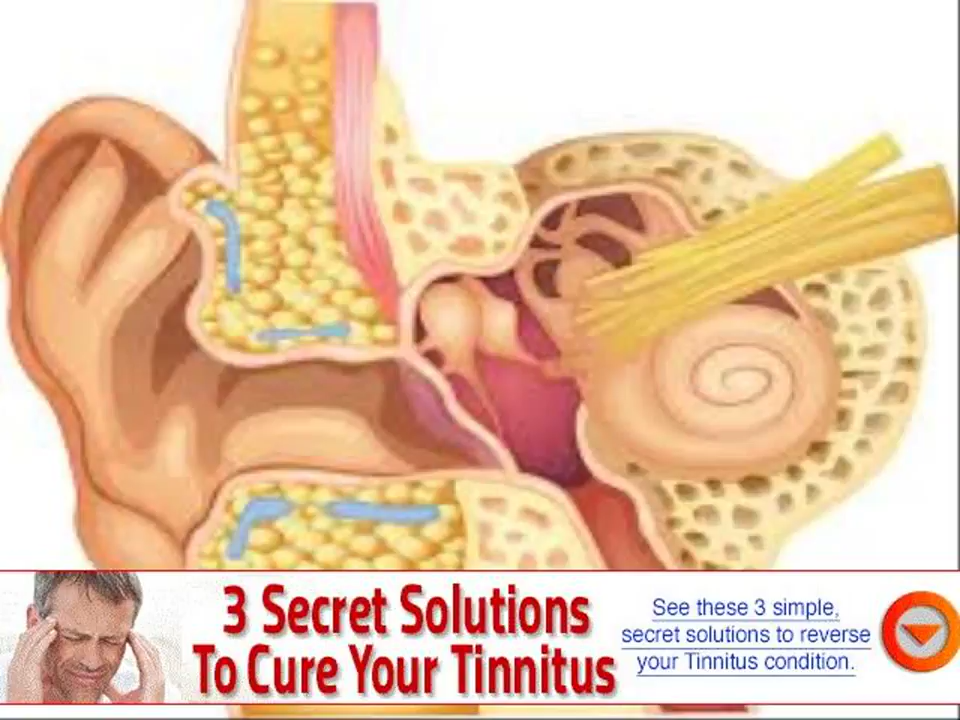 3 Secret Solutions
To Cure Your Tinnitus
See these 3 simple,
secret solutions to reverse
your Tinnitus condition.